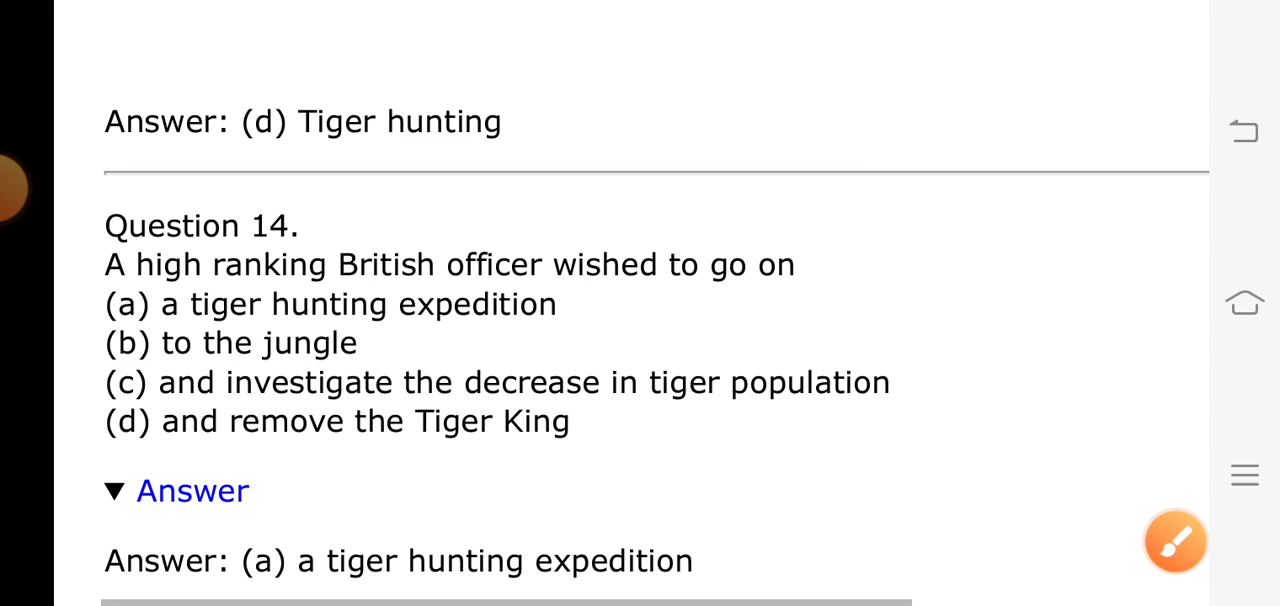 Answer: (d) Tiger hunting
Question 14.
A high ranking British officer wished to go on
(a) a tiger hunting expedition
(b) to the jungle
(c) and investigate the decrease in tiger population
(d) and remove the Tiger King
▼ Answer
Answer: (a) a tiger hunting expedition